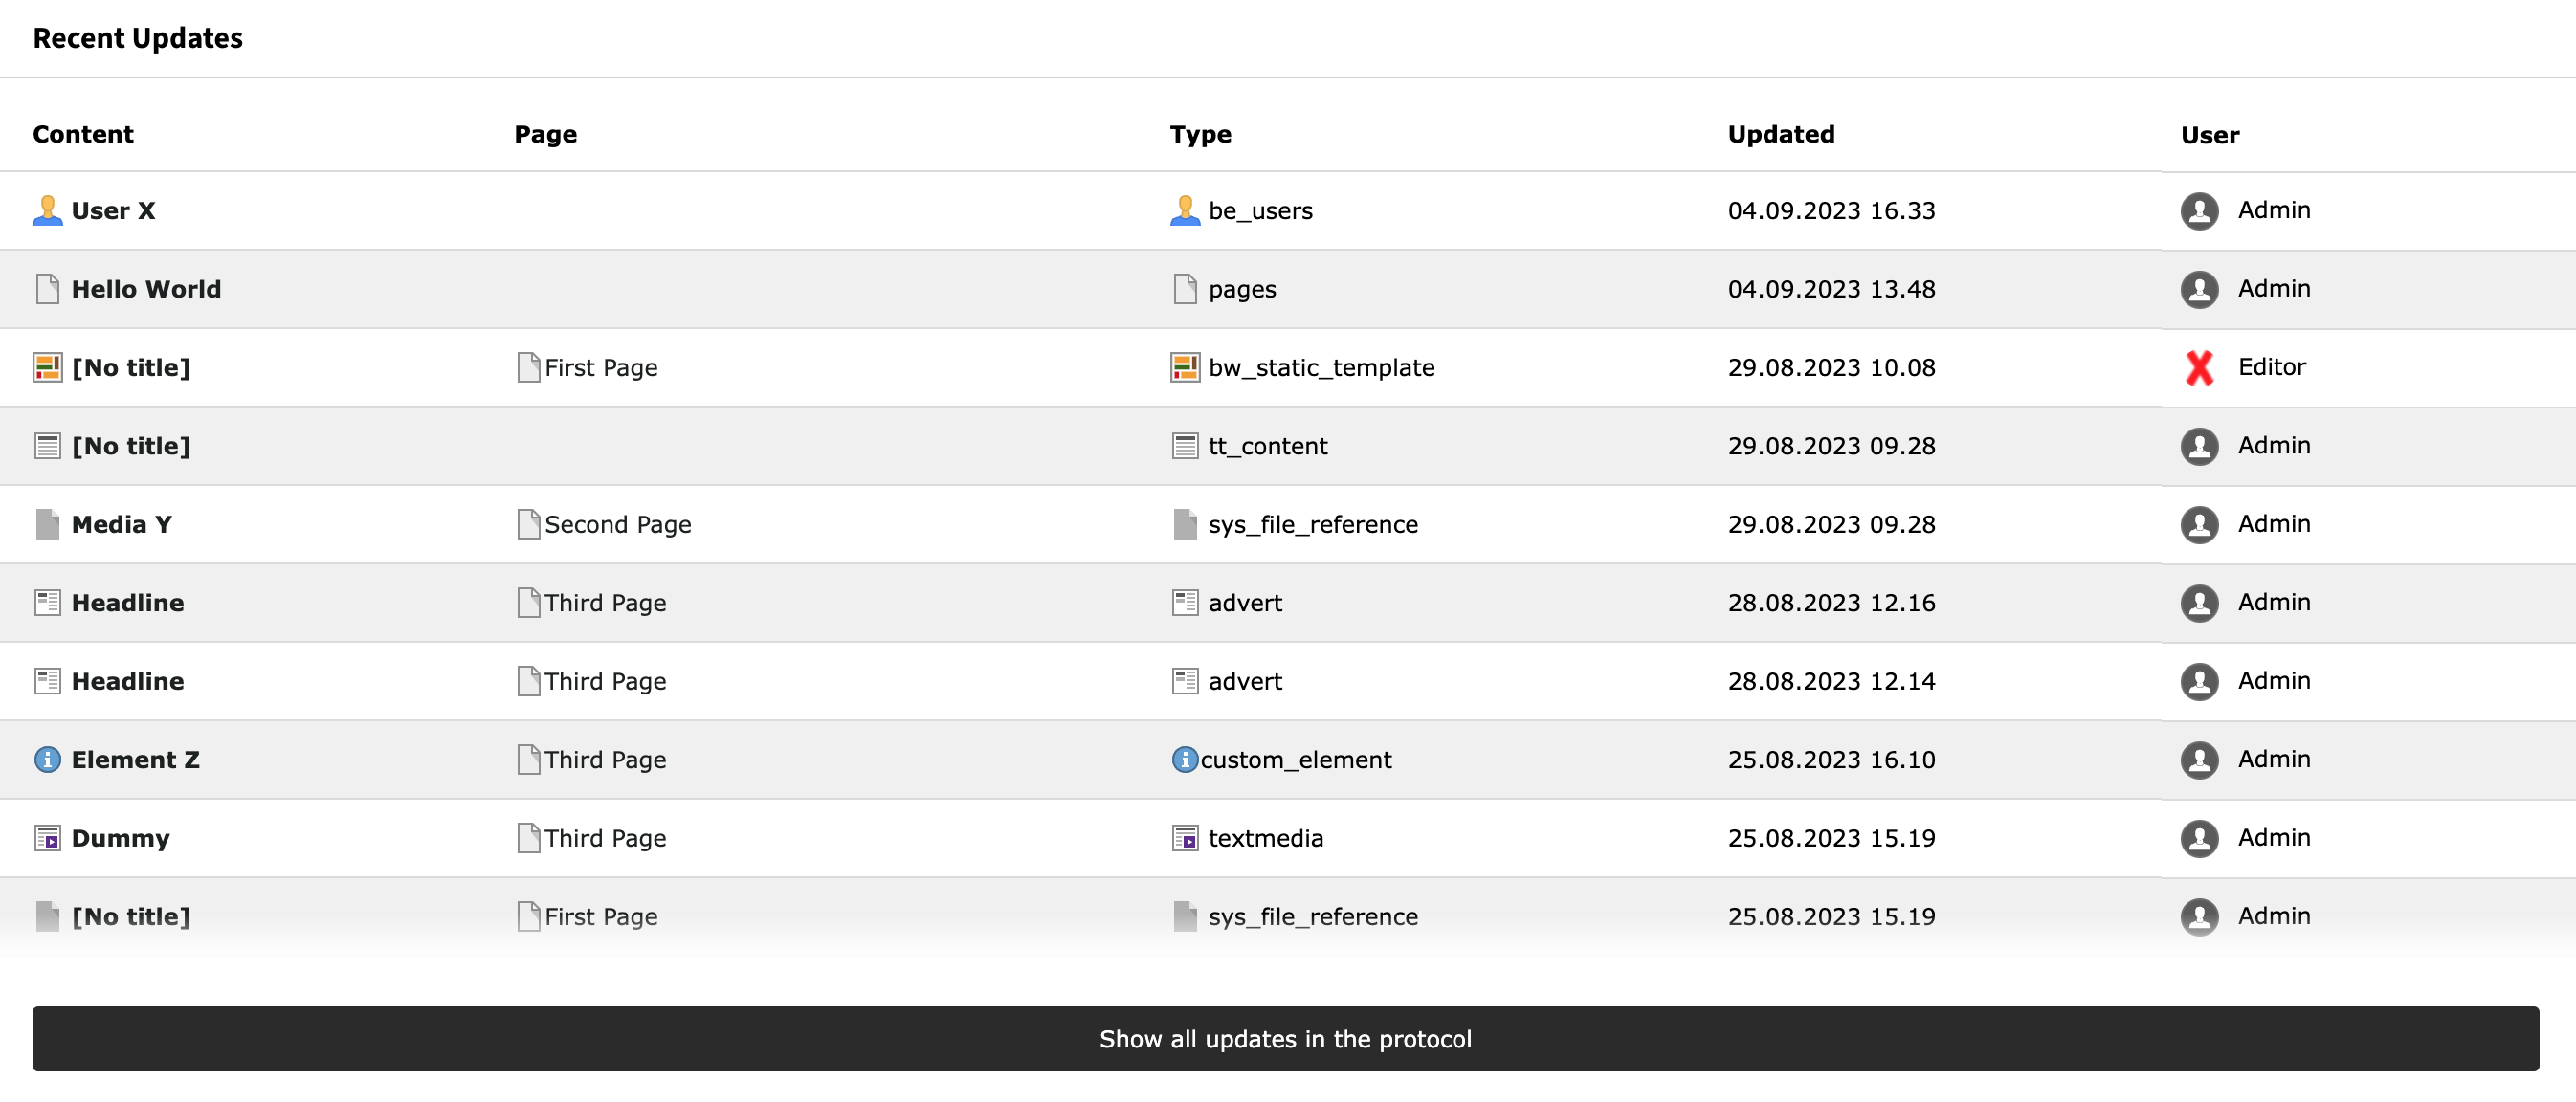 Recent Updates
Content Page Type Updated User
User X be_users 04.09.2023 16.33 Admin
Hello World pages 04.09.2023 13.48 Admin
[No title] First Page bw_static_template 29.08.2023 10.08 Editor
[No title] tt_content 29.08.2023 09.28 Admin
Media Y Second Page sys_file_reference 29.08.2023 09.28 Admin
Headline Third Page advert 28.08.2023 12.16 Admin
Headline Third Page advert 28.08.2023 12.14 Admin
Element Z Third Page custom_element 25.08.2023 16.10 Admin
Dummy Third Page textmedia 25.08.2023 15.19 Admin
[No title] First Page sys_file_reference 25.08.2023 15.19 Admin
Show all updates in the protocol